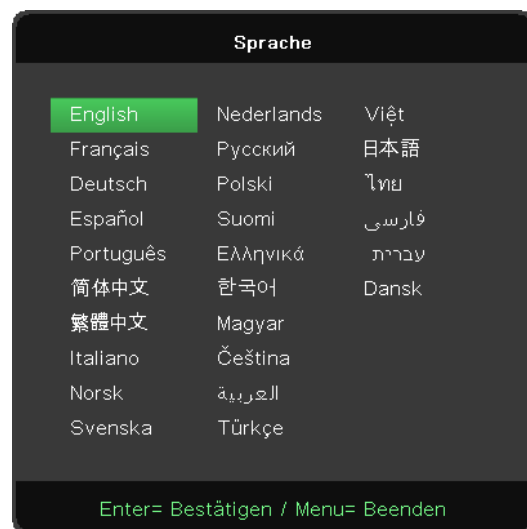 Sprache
English Nederlands Việt
Français Русский 日本語
Deutsch Polski ไทย
Español Suomi فارسی
Português Ελληνικά עברית
简体中文 한국어 Dansk
繁體中文 Magyar
Italiano Čeština
Norsk العربية
Svenska Türkçe
Enter= Bestätigen / Menu= Beenden